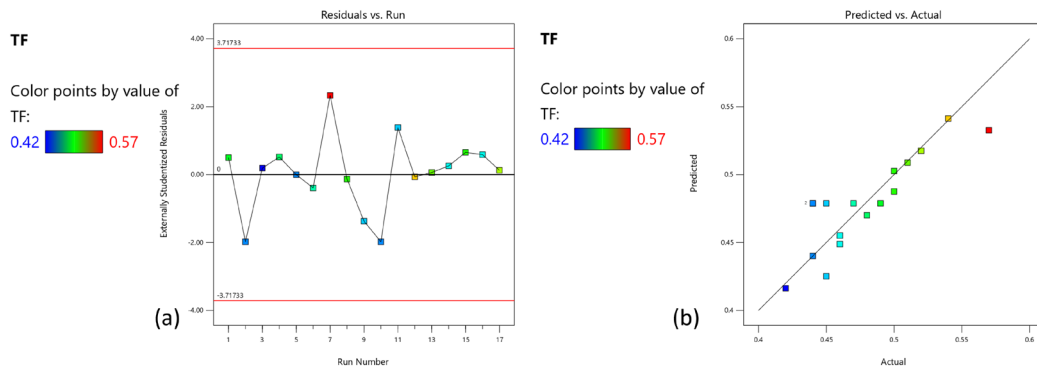 TF
Color points by value of
TF:
0.42 0.57
Residuals vs. Run
Externally Studentized Residuals
4.00
2.00
0.00
-2.00
-4.00
3.71733
0
-3.71733
1 3 5 7 9 11 13 15 17
Run Number
(a)
TF
Color points by value of
TF:
0.42 0.57
Predicted vs. Actual
Predicted
0.6
0.55
0.5
0.45
0.4
0.4 0.45 0.5 0.55 0.6
Actual
(b)